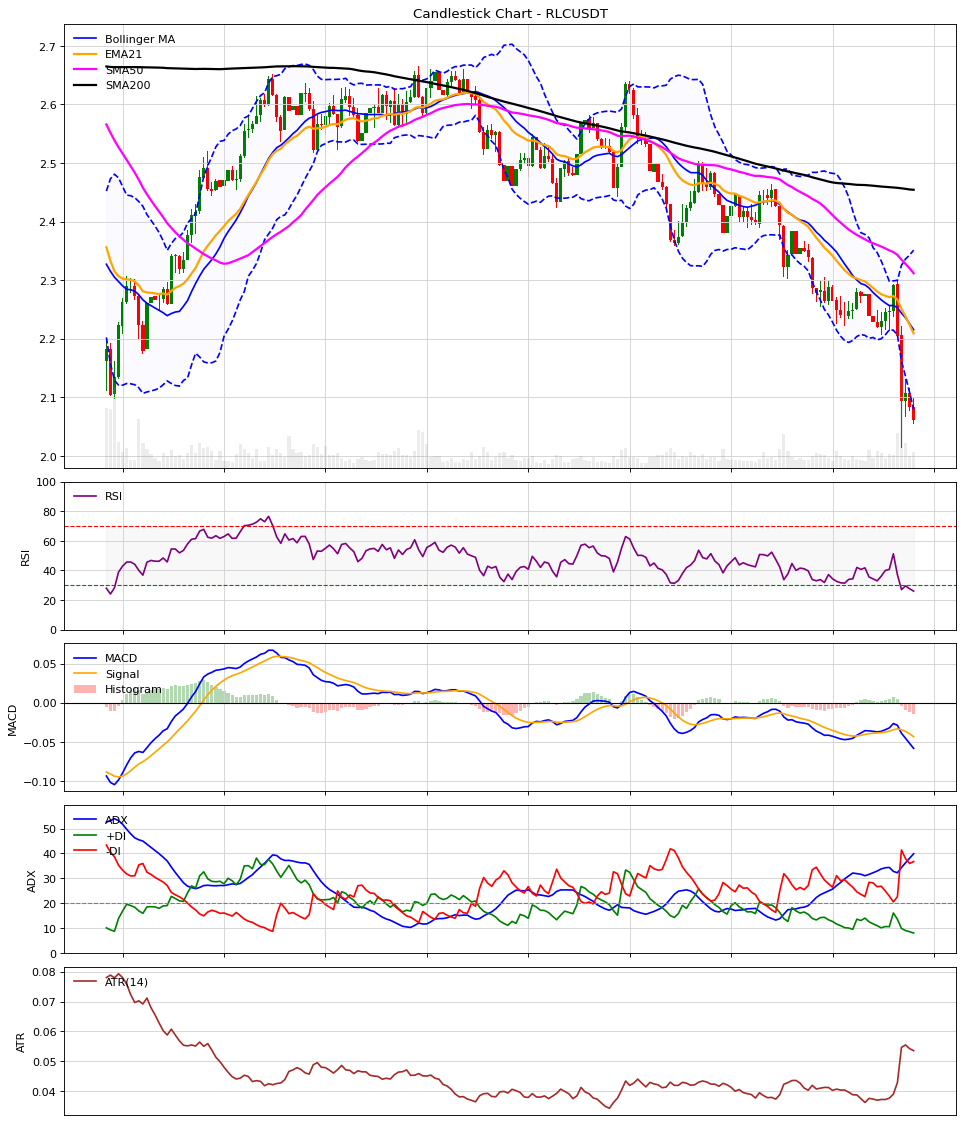 Candlestick Chart - RLCUSDT
Bollinger MA
EMA21
SMA50
SMA200
2.7
2.6
2.5
2.4
2.3
2.2
2.1
2.0
RSI
RSI
100
80
60
40
20
0
MACD
Signal
Histogram
MACD
0.05
0.00
−0.05
−0.10
ADX
+DI
-DI
ADX
50
40
30
20
10
0
ATR(14)
ATR
0.08
0.07
0.06
0.05
0.04